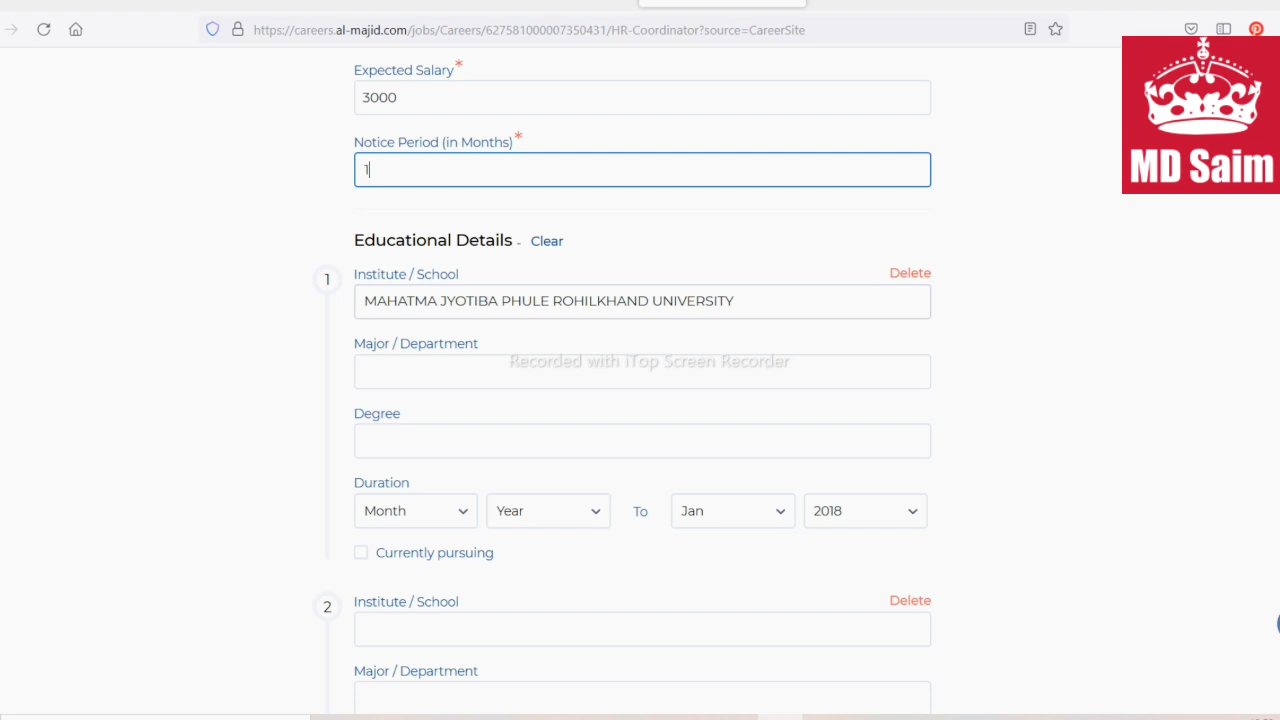 https://careers.al-majid.com/jobs/Careers/627581000007350431/HR-Coordinator?source=CareerSite
MD Saim
Expected Salary*
3000
Notice Period (in Months)*
1
Educational Details - Clear
1
Institute / School Delete
MAHATMA JYOTIBA PHULE ROHILKHAND UNIVERSITY
Major / Department
Recorded with iTop Screen Recorder
Degree
Duration
Month Year To Jan 2018
Currently pursuing
2
Institute / School Delete
Major / Department